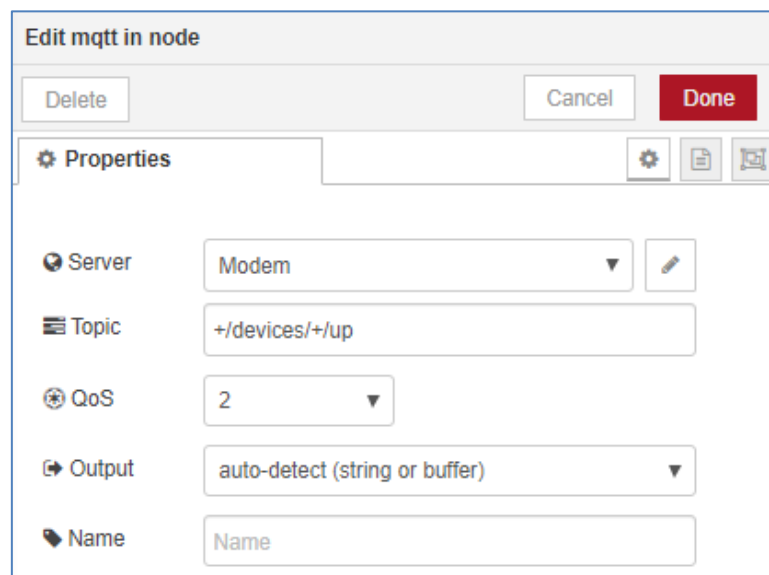 Edit mqtt in node
Delete Cancel Done
Properties
Server Modem
Topic +/devices/+/up
QoS 2
Output auto-detect (string or buffer)
Name Name